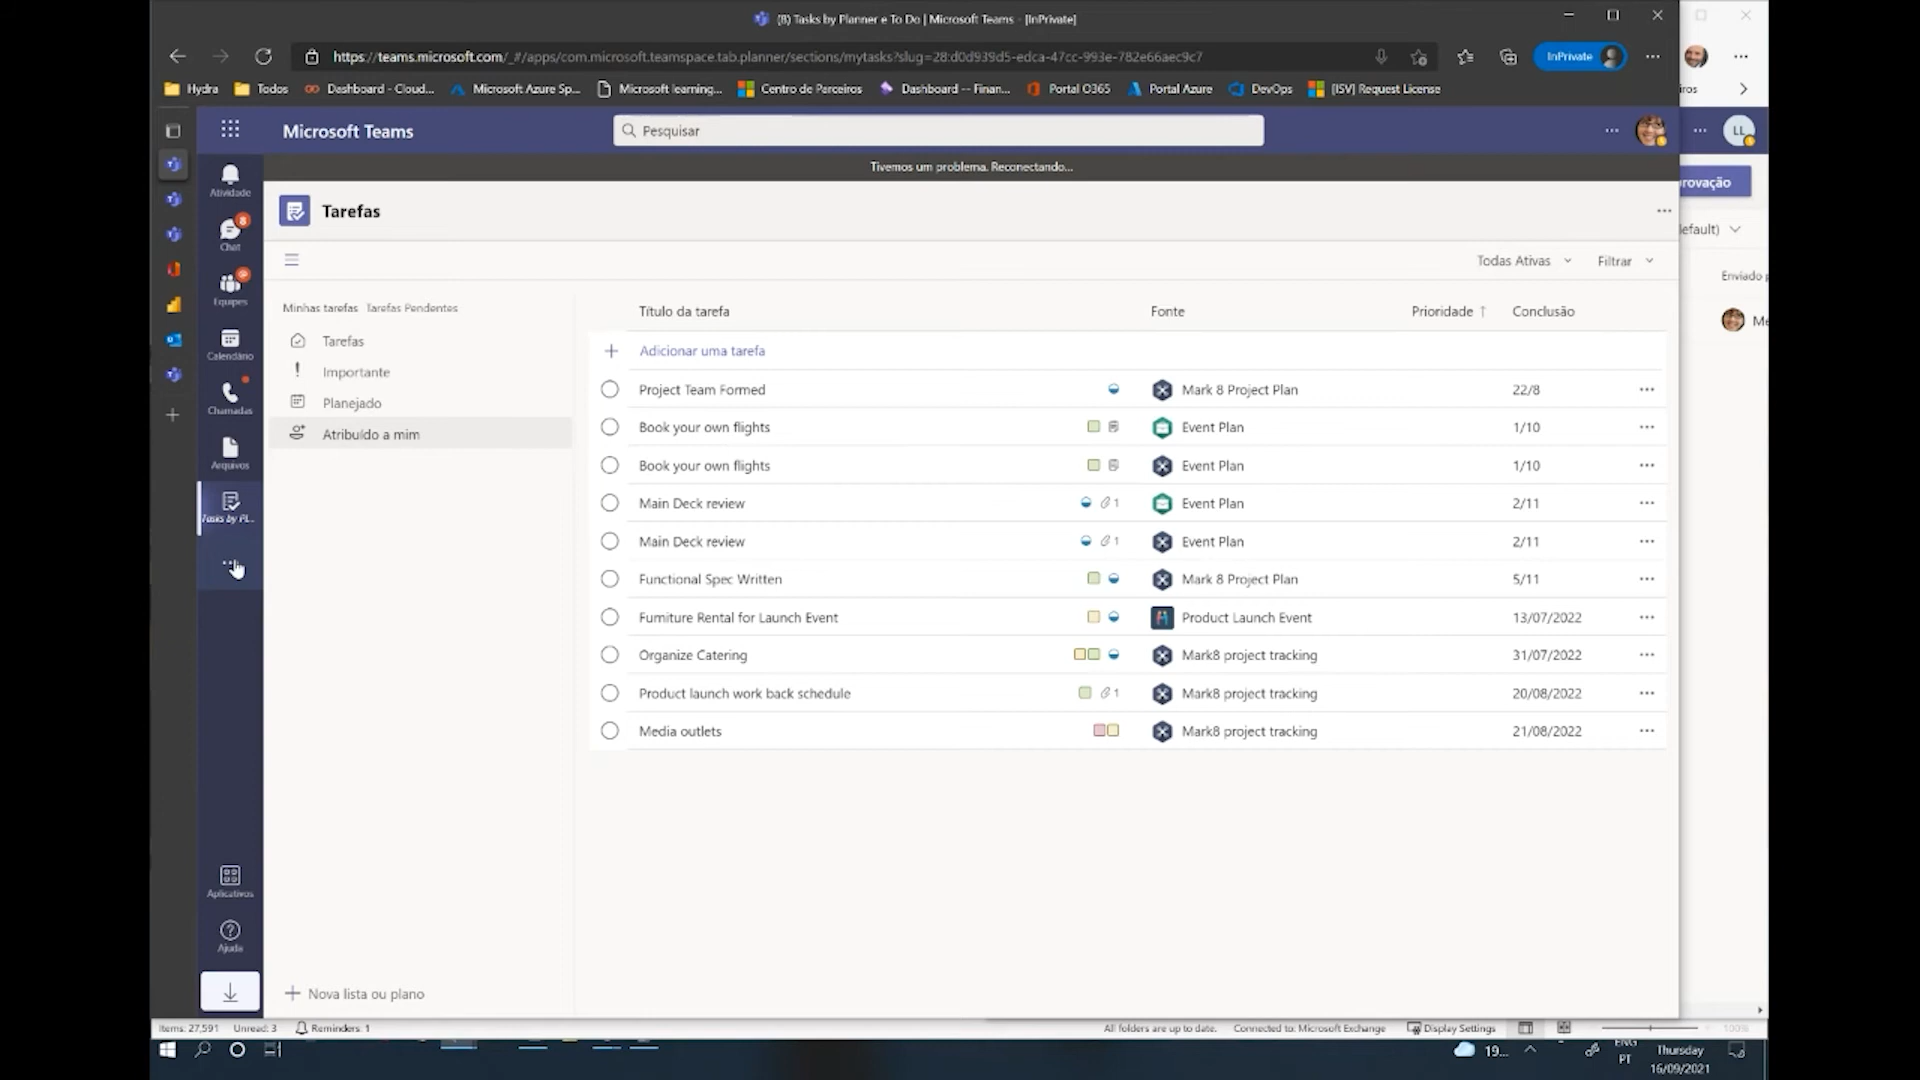 (8) Tasks by Planner e To Do | Microsoft Teams - [InPrivate]
https://teams.microsoft.com/_#/apps/com.microsoft.teamspace.tab.planner/sections/mytasks?slug=28:d0d939d5-edca-47cc-993e-782e66aec9c7
InPrivate
Hydra
Todos
Dashboard - Cloud...
Microsoft Azure Sp...
Microsoft learning...
Centro de Parceiros
Dashboard -- Finan...
Portal O365
Portal Azure
DevOps
[ISV] Request License
iros
Microsoft Teams
Pesquisar
LL
Tivemos um problema. Reconectando...
rovação
Atividade
8
Chat
Equipes
Calendário
Chamadas
Arquivos
Tasks by Pl...
Aplicativos
Ajuda
Tarefas
efault)
Todas Ativas
Filtrar
Enviado p
Me
Minhas tarefas Tarefas Pendentes
Tarefas
Importante
Planejado
Atribuído a mim
Nova lista ou plano
Título da tarefa Fonte Prioridade ↑ Conclusão
+ Adicionar uma tarefa
Project Team Formed Mark 8 Project Plan 22/8 ...
Book your own flights Event Plan 1/10 ...
Book your own flights Event Plan 1/10 ...
Main Deck review 1 Event Plan 2/11 ...
Main Deck review 1 Event Plan 2/11 ...
Functional Spec Written Mark 8 Project Plan 5/11 ...
Furniture Rental for Launch Event Product Launch Event 13/07/2022 ...
Organize Catering Mark8 project tracking 31/07/2022 ...
Product launch work back schedule 1 Mark8 project tracking 20/08/2022 ...
Media outlets Mark8 project tracking 21/08/2022 ...
Items: 27,591 Unread: 3 Reminders: 1 All folders are up to date. Connected to: Microsoft Exchange Display Settings 100%
19...
ENG
PT
Thursday
16/09/2021